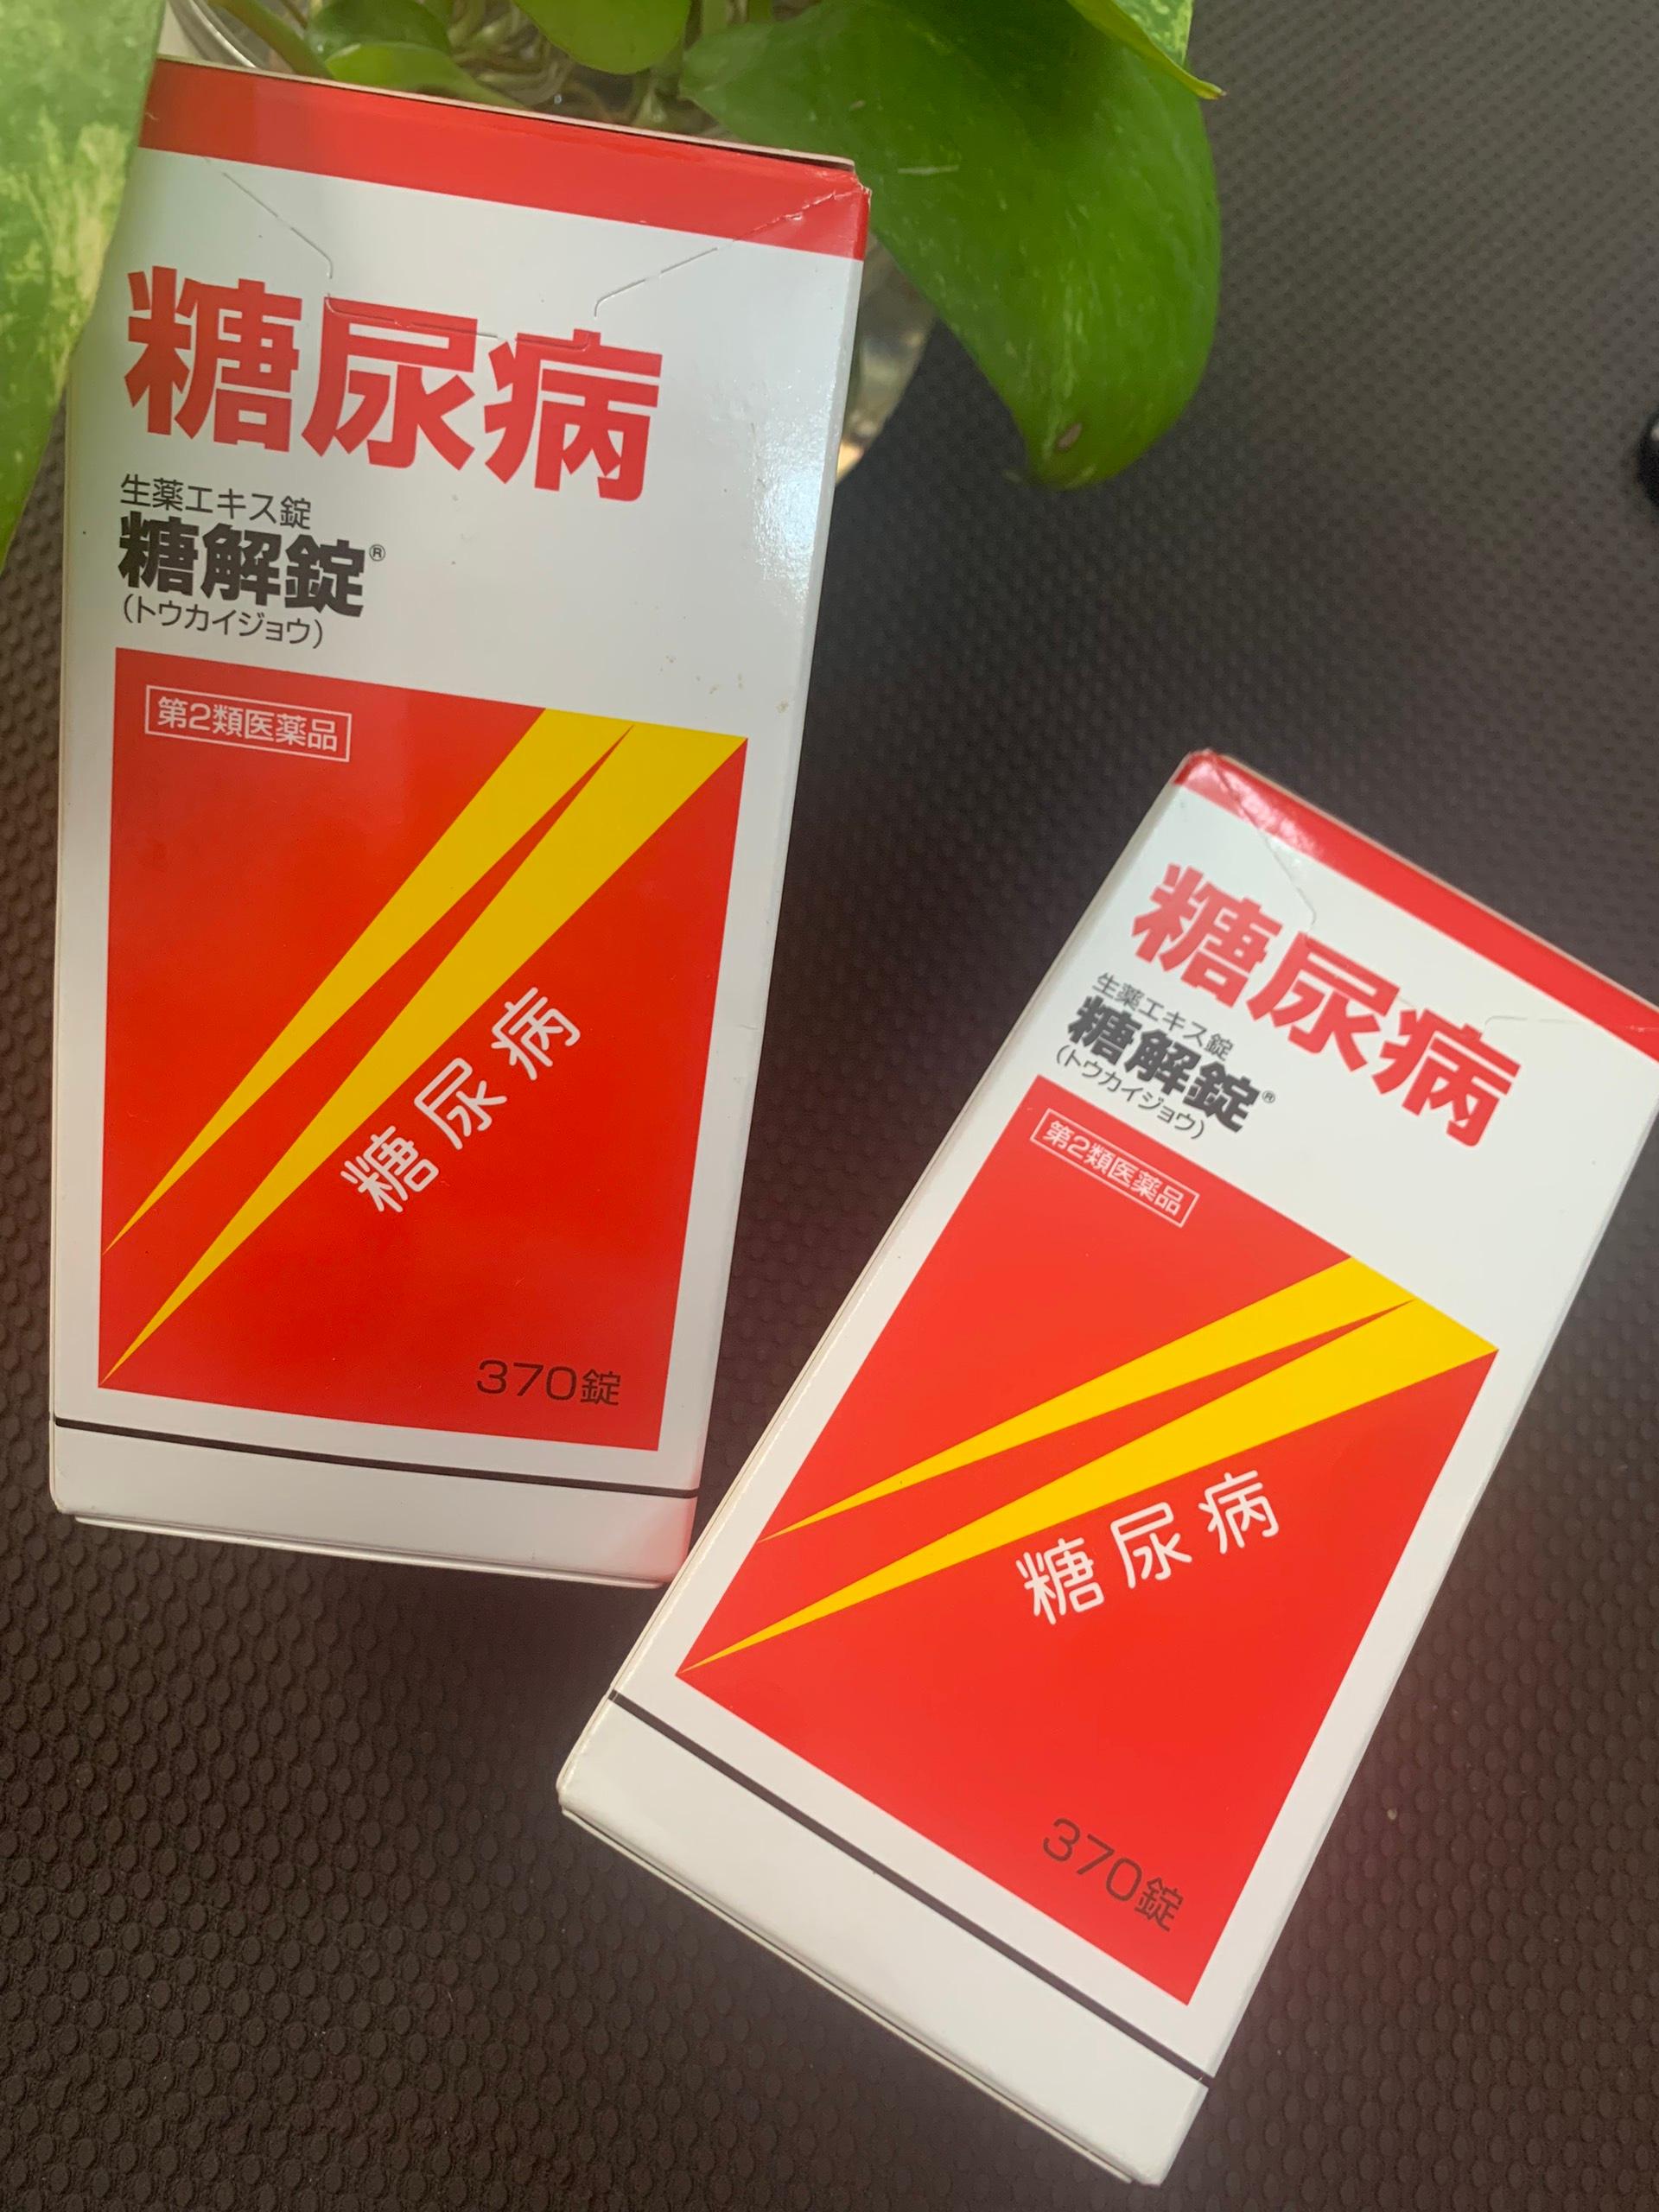 糖尿病
生薬エキス錠
糖解錠®
(トウカイジョウ)
第2類医薬品
糖尿病
370錠
糖尿病
生薬エキス錠
糖解錠®
(トウカイジョウ)
第2類医薬品
糖尿病
370錠